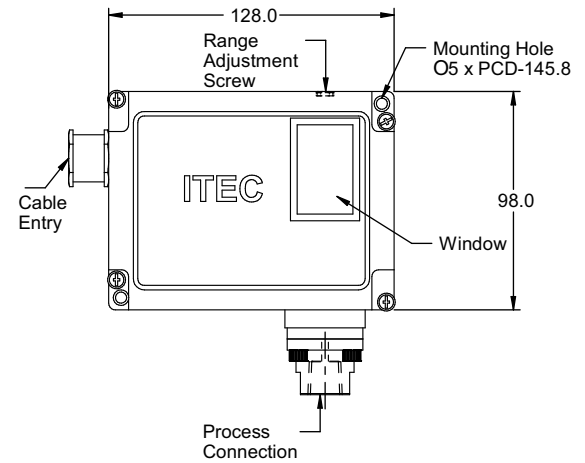 128.0
Range
Adjustment
Screw
Mounting Hole
O5 x PCD-145.8
ITEC
Cable
Entry
98.0
Window
Process
Connection